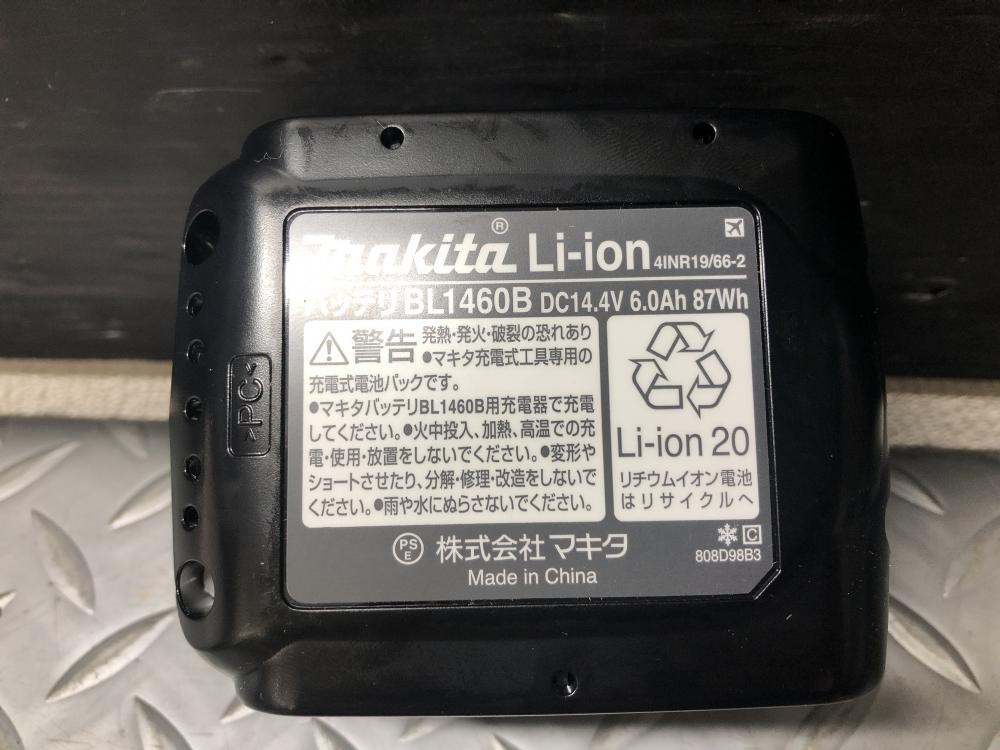 makita® Li-ion 4INR19/66-2
バッテリBL1460B DC14.4V 6.0Ah 87Wh
警告 発熱・発火・破裂の恐れあり
●マキタ充電式工具専用の
充電式電池パックです。
●マキタバッテリBL1460B用充電器で充電
してください。●火中投入、加熱、高温での充
電・使用・放置をしないでください。●変形や
ショートさせたり、分解・修理・改造をしないで
ください。●雨や水にぬらさないでください。
Li-ion 20
リチウムイオン電池
はリサイクルへ
PS
E
株式会社 マキタ
Made in China
C
808D98B3
>PC<